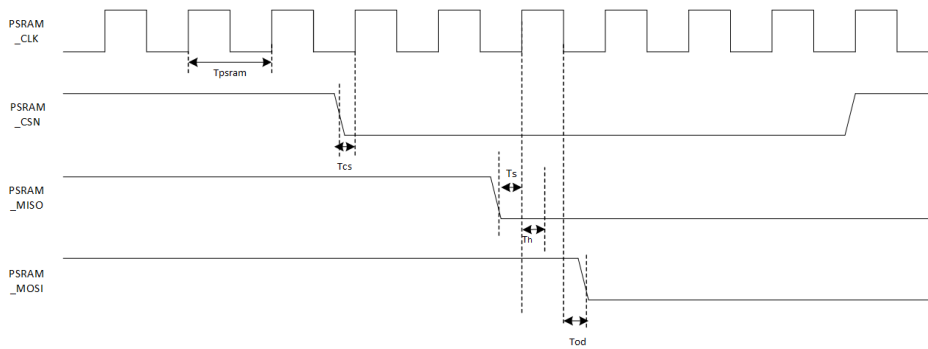 PSRAM
_CLK
Tpsram
PSRAM
_CSN
Tcs
PSRAM
_MISO
Ts
Th
PSRAM
_MOSI
Tod